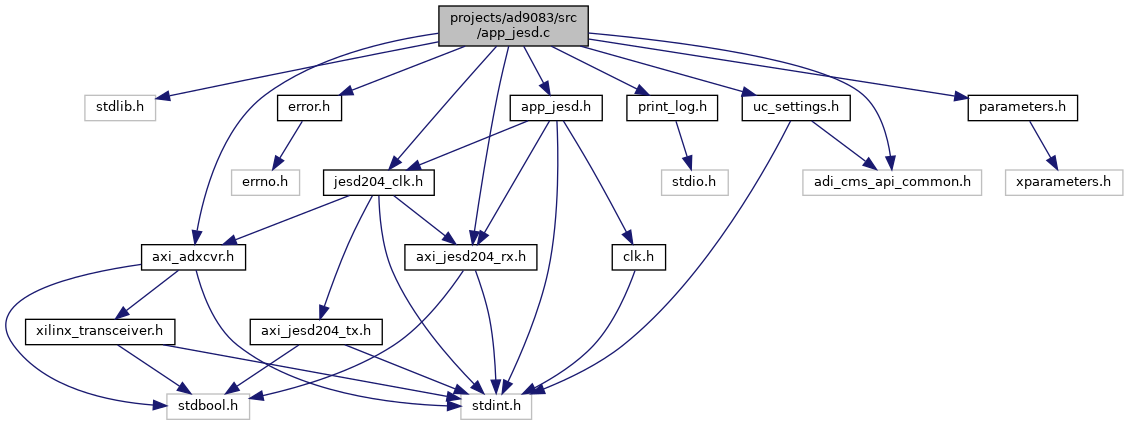 projects/ad9083/src
/app_jesd.c
stdlib.h
error.h
app_jesd.h
print_log.h
uc_settings.h
parameters.h
errno.h
jesd204_clk.h
stdio.h
adi_cms_api_common.h
xparameters.h
axi_adxcvr.h
axi_jesd204_rx.h
clk.h
xilinx_transceiver.h
axi_jesd204_tx.h
stdbool.h
stdint.h